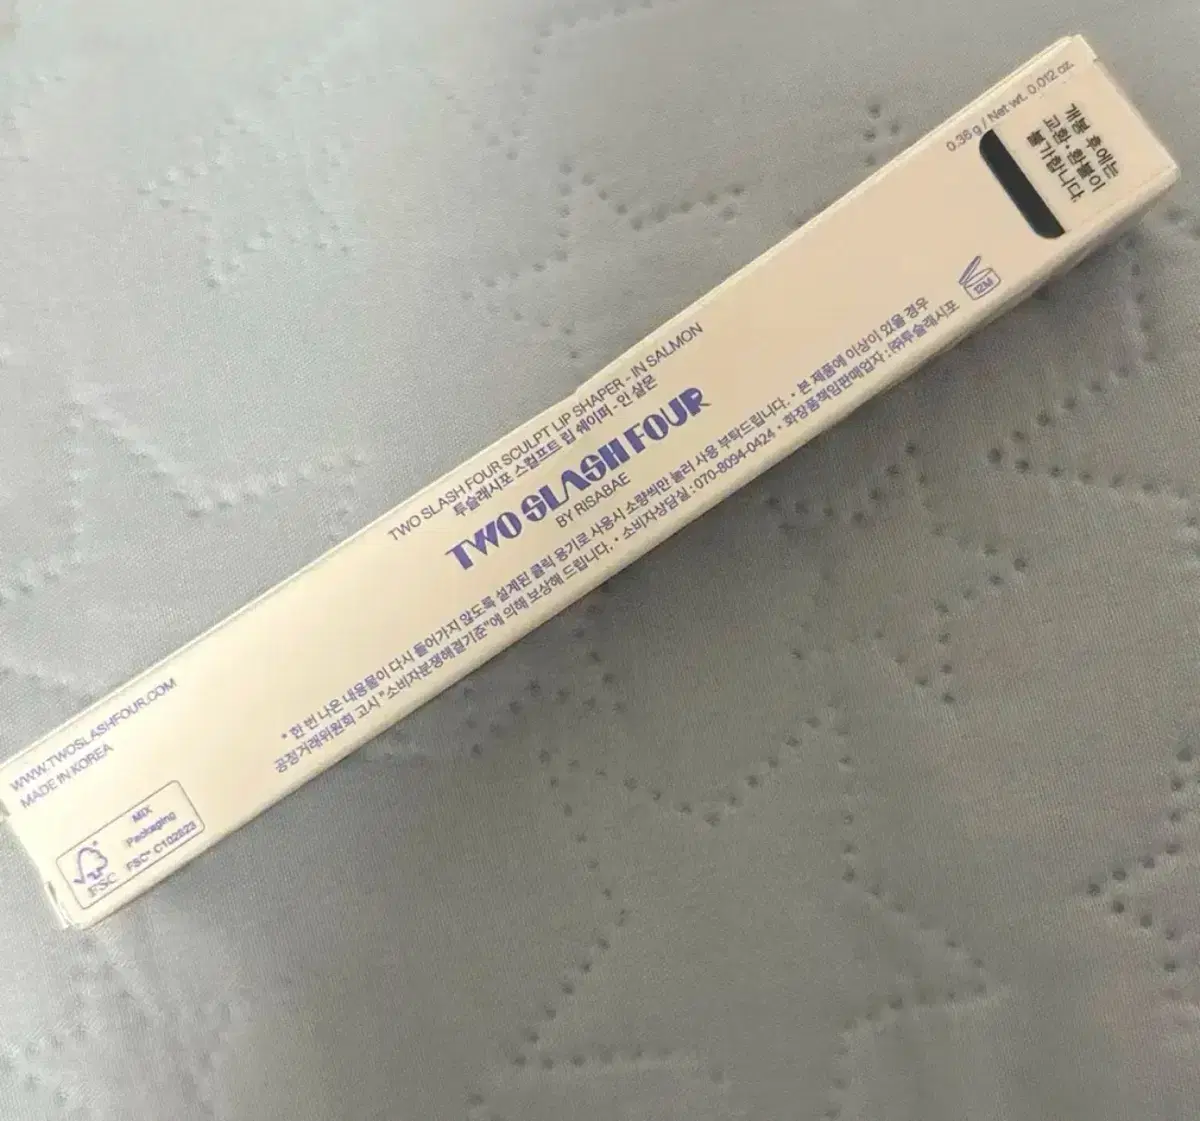 0.36 g / Net wt. 0.012 oz.
개봉 후에는
교환•환불이
불가합니다.
12M
TWO SLASH FOUR SCULPT LIP SHAPER - IN SALMON
투슬래시포 스컬프트 립 쉐이퍼 - 인 살몬
TWO SLASH FOUR
BY RISABAE
* 한 번 나온 내용물이 다시 들어가지 않도록 설계된 클릭 용기로 사용시 소량씩만 눌러 사용 부탁드립니다. • 본 제품에 이상이 있을 경우
공정거래위원회 고시 "소비자분쟁해결기준"에 의해 보상해 드립니다. • 소비자상담실 : 070-8094-0424 • 화장품책임판매업자 : ㈜투슬래시포
WWW.TWOSLASHFOUR.COM
MADE IN KOREA
FSC
MIX
Packaging
FSC® C102823